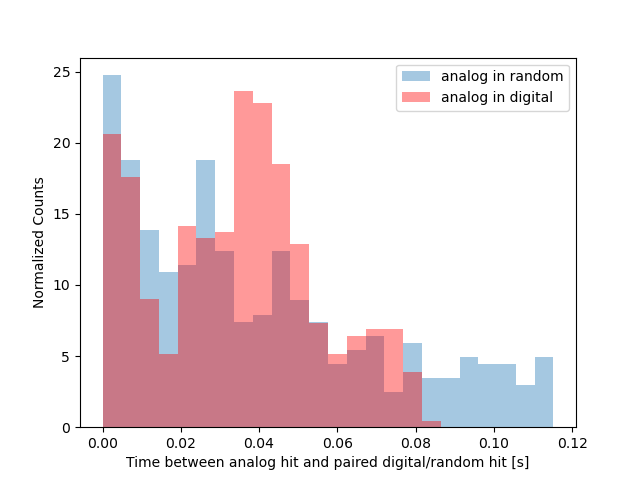 analog in random
analog in digital
25
20
15
10
5
0
Normalized Counts
0.00 0.02 0.04 0.06 0.08 0.10 0.12
Time between analog hit and paired digital/random hit [s]